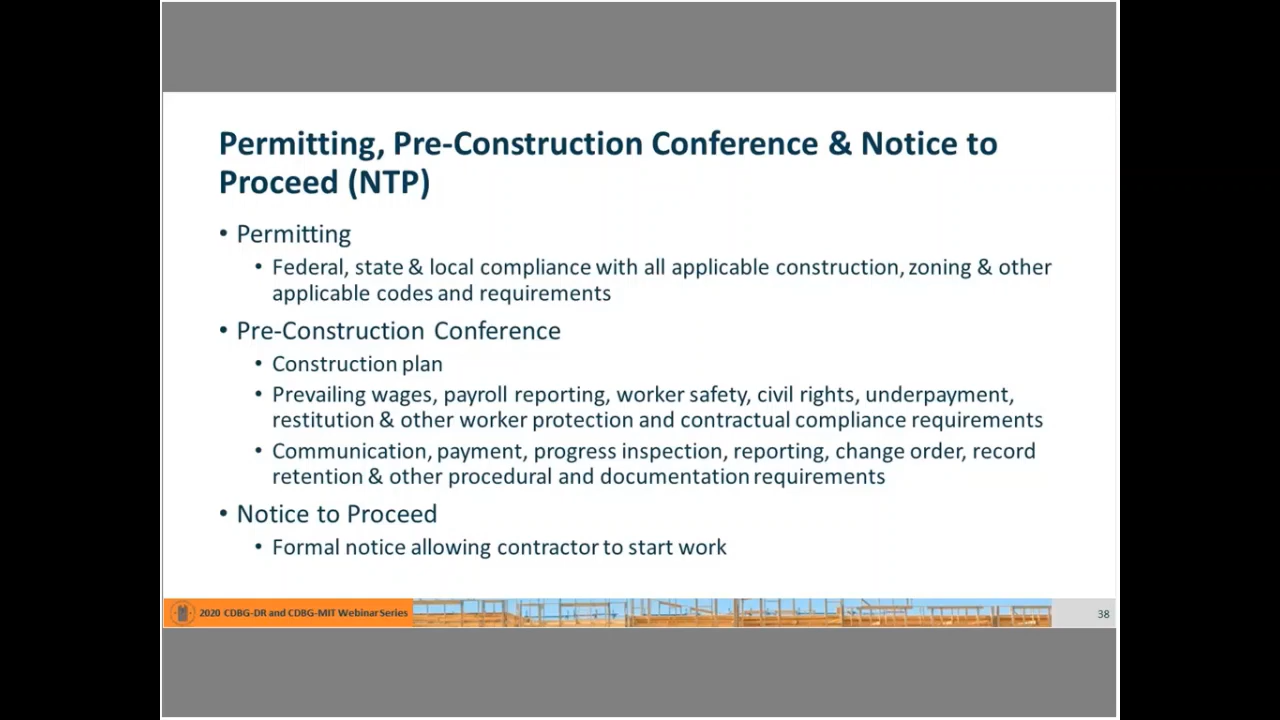 Permitting, Pre-Construction Conference & Notice to
Proceed (NTP)
• Permitting
• Federal, state & local compliance with all applicable construction, zoning & other
applicable codes and requirements
• Pre-Construction Conference
• Construction plan
• Prevailing wages, payroll reporting, worker safety, civil rights, underpayment,
restitution & other worker protection and contractual compliance requirements
• Communication, payment, progress inspection, reporting, change order, record
retention & other procedural and documentation requirements
• Notice to Proceed
• Formal notice allowing contractor to start work
2020 CDBG-DR and CDBG-MIT Webinar Series
38